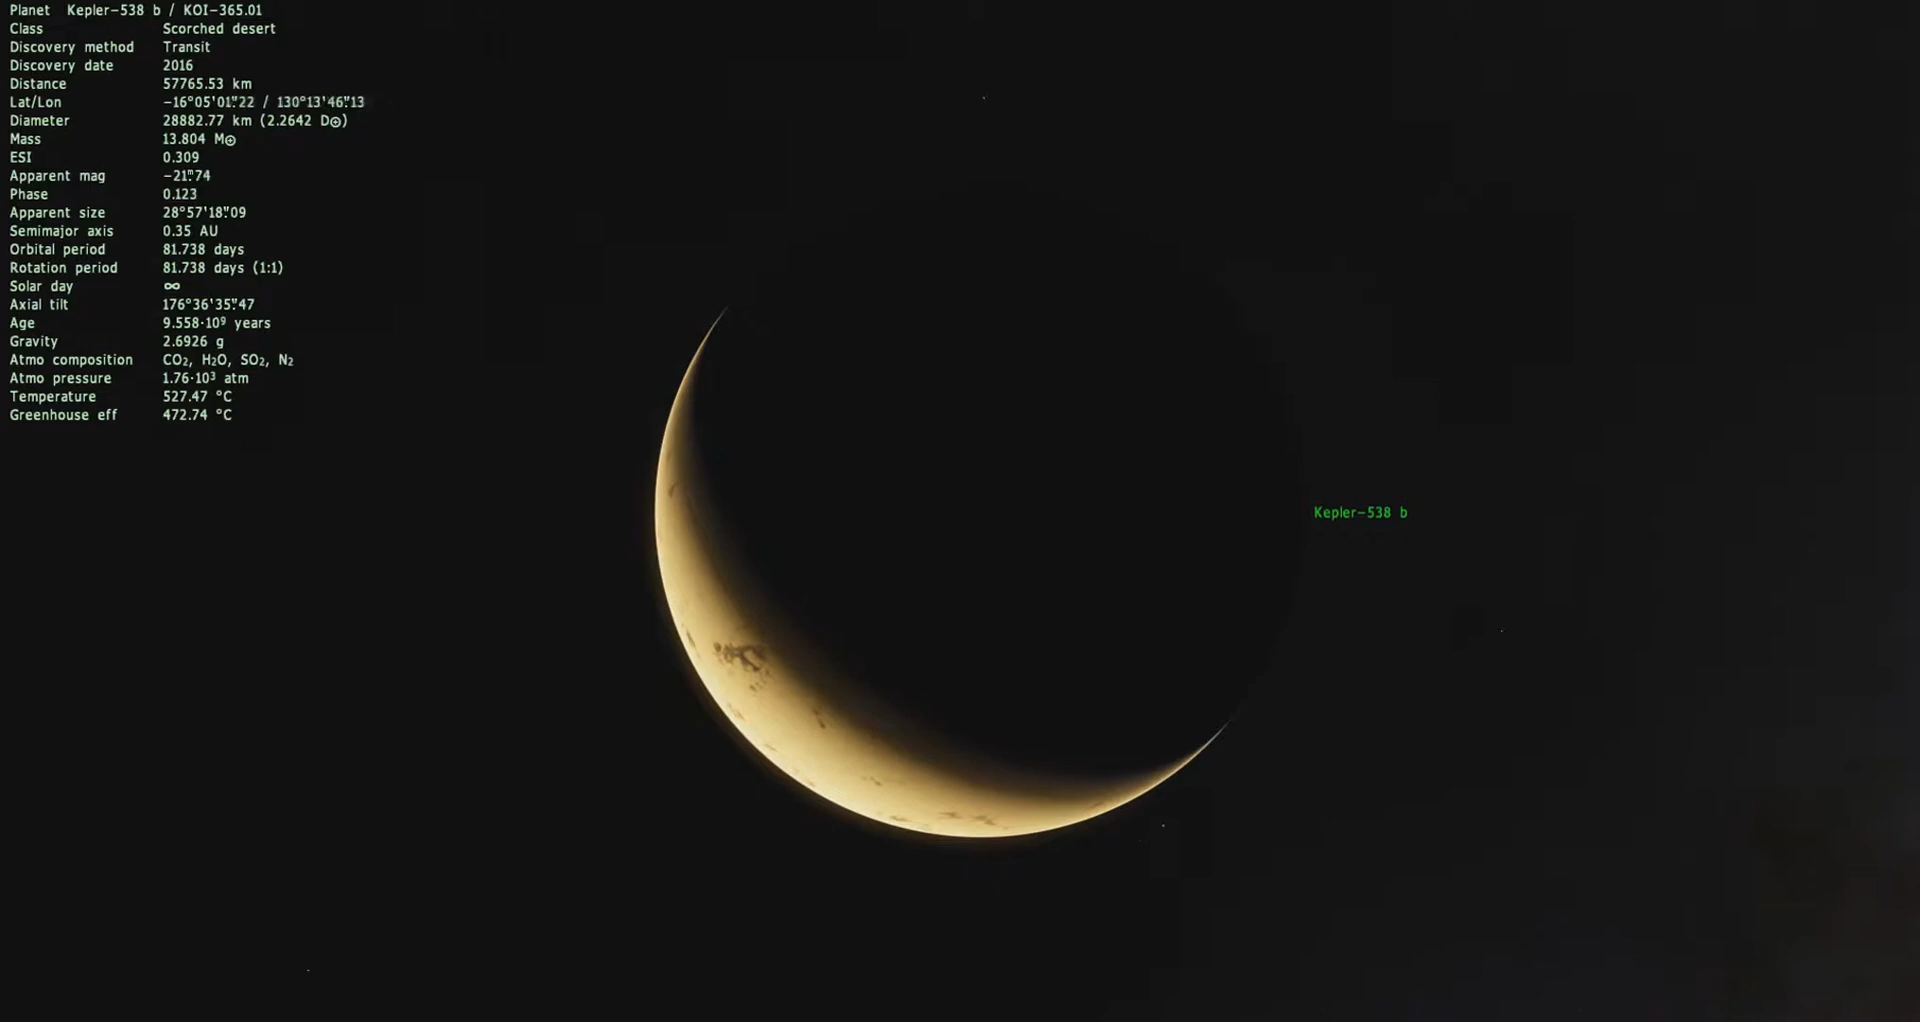 Planet Kepler-538 b / KOI-365.01
Class Scorched desert
Discovery method Transit
Discovery date 2016
Distance 57765.53 km
Lat/Lon -16°05'01"22 / 130°13'46"13
Diameter 28882.77 km (2.2642 D⊕)
Mass 13.804 M⊕
ESI 0.309
Apparent mag -21ᵐ74
Phase 0.123
Apparent size 28°57'18"09
Semimajor axis 0.35 AU
Orbital period 81.738 days
Rotation period 81.738 days (1:1)
Solar day ∞
Axial tilt 176°36'35"47
Age 9.558·10⁹ years
Gravity 2.6926 g
Atmo composition CO₂, H₂O, SO₂, N₂
Atmo pressure 1.76·10³ atm
Temperature 527.47 °C
Greenhouse eff 472.74 °C
Kepler-538 b